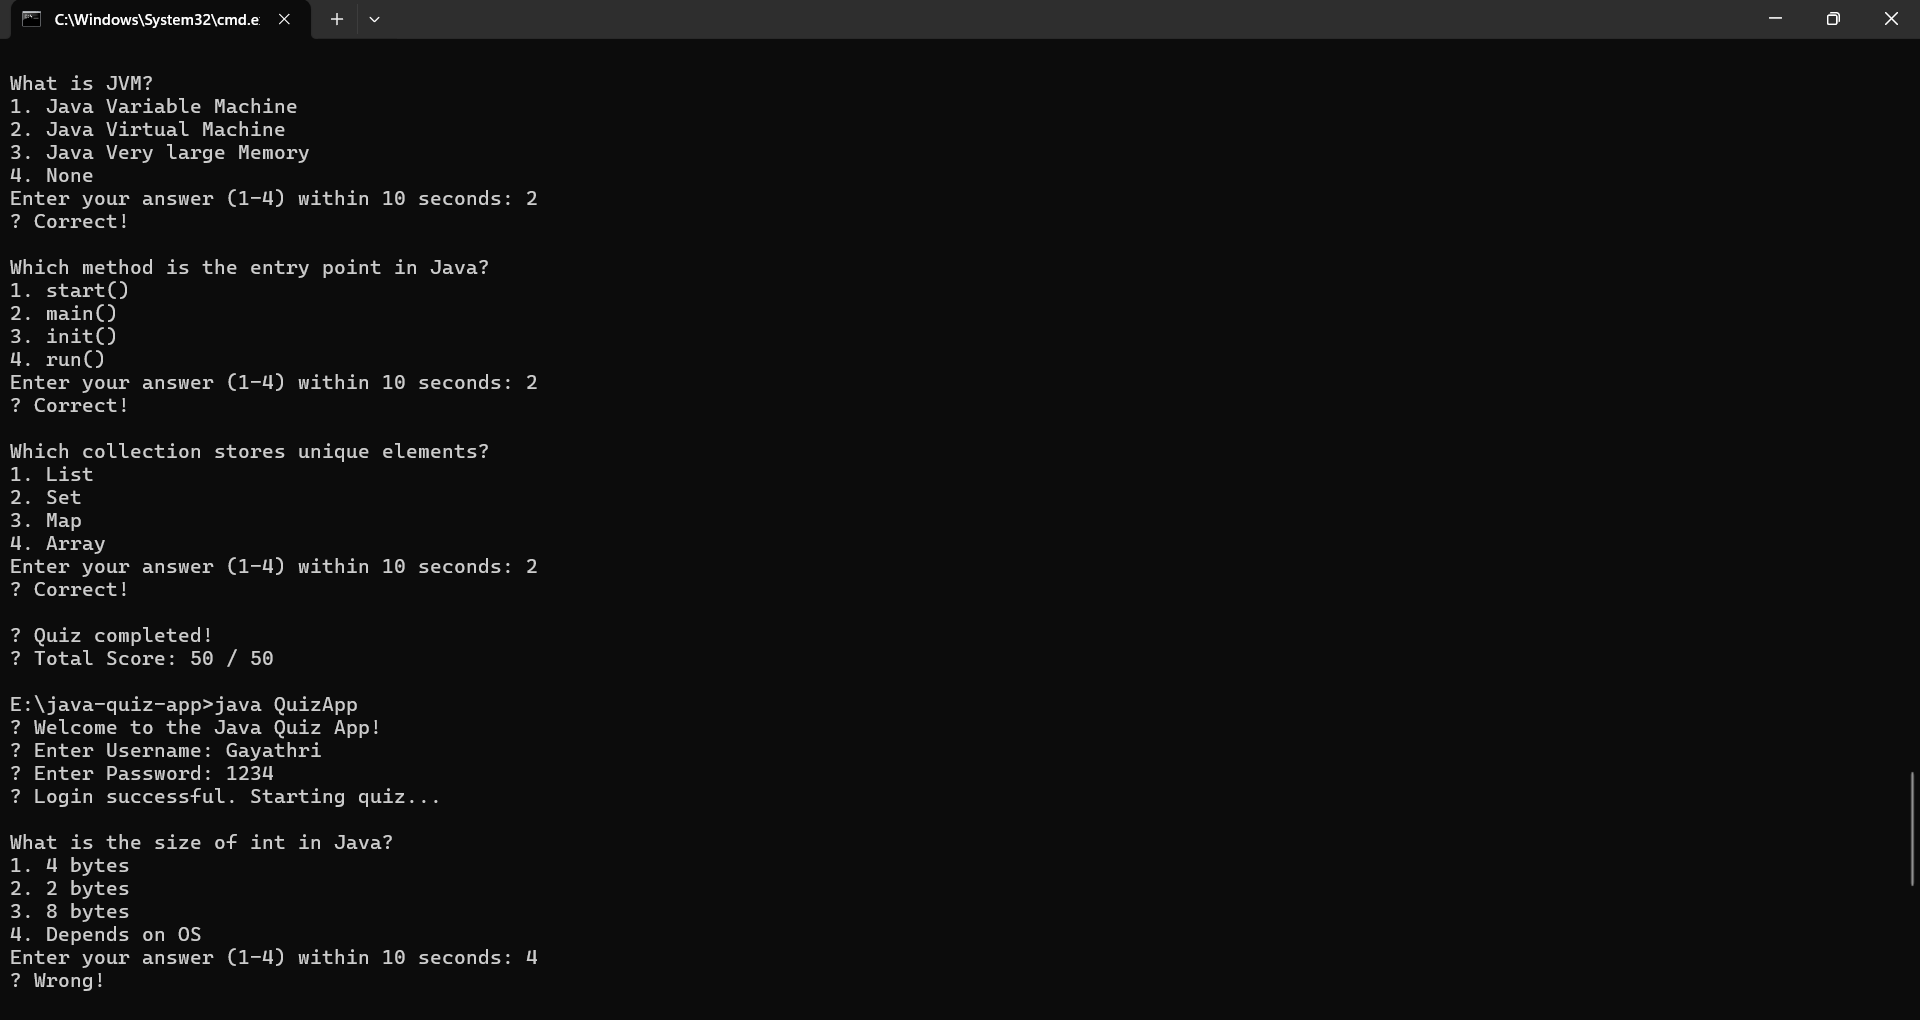 C:\Windows\System32\cmd.e
What is JVM?
1. Java Variable Machine
2. Java Virtual Machine
3. Java Very large Memory
4. None
Enter your answer (1-4) within 10 seconds: 2
? Correct!
Which method is the entry point in Java?
1. start()
2. main()
3. init()
4. run()
Enter your answer (1-4) within 10 seconds: 2
? Correct!
Which collection stores unique elements?
1. List
2. Set
3. Map
4. Array
Enter your answer (1-4) within 10 seconds: 2
? Correct!
? Quiz completed!
? Total Score: 50 / 50
E:\java-quiz-app>java QuizApp
? Welcome to the Java Quiz App!
? Enter Username: Gayathri
? Enter Password: 1234
? Login successful. Starting quiz...
What is the size of int in Java?
1. 4 bytes
2. 2 bytes
3. 8 bytes
4. Depends on OS
Enter your answer (1-4) within 10 seconds: 4
? Wrong!